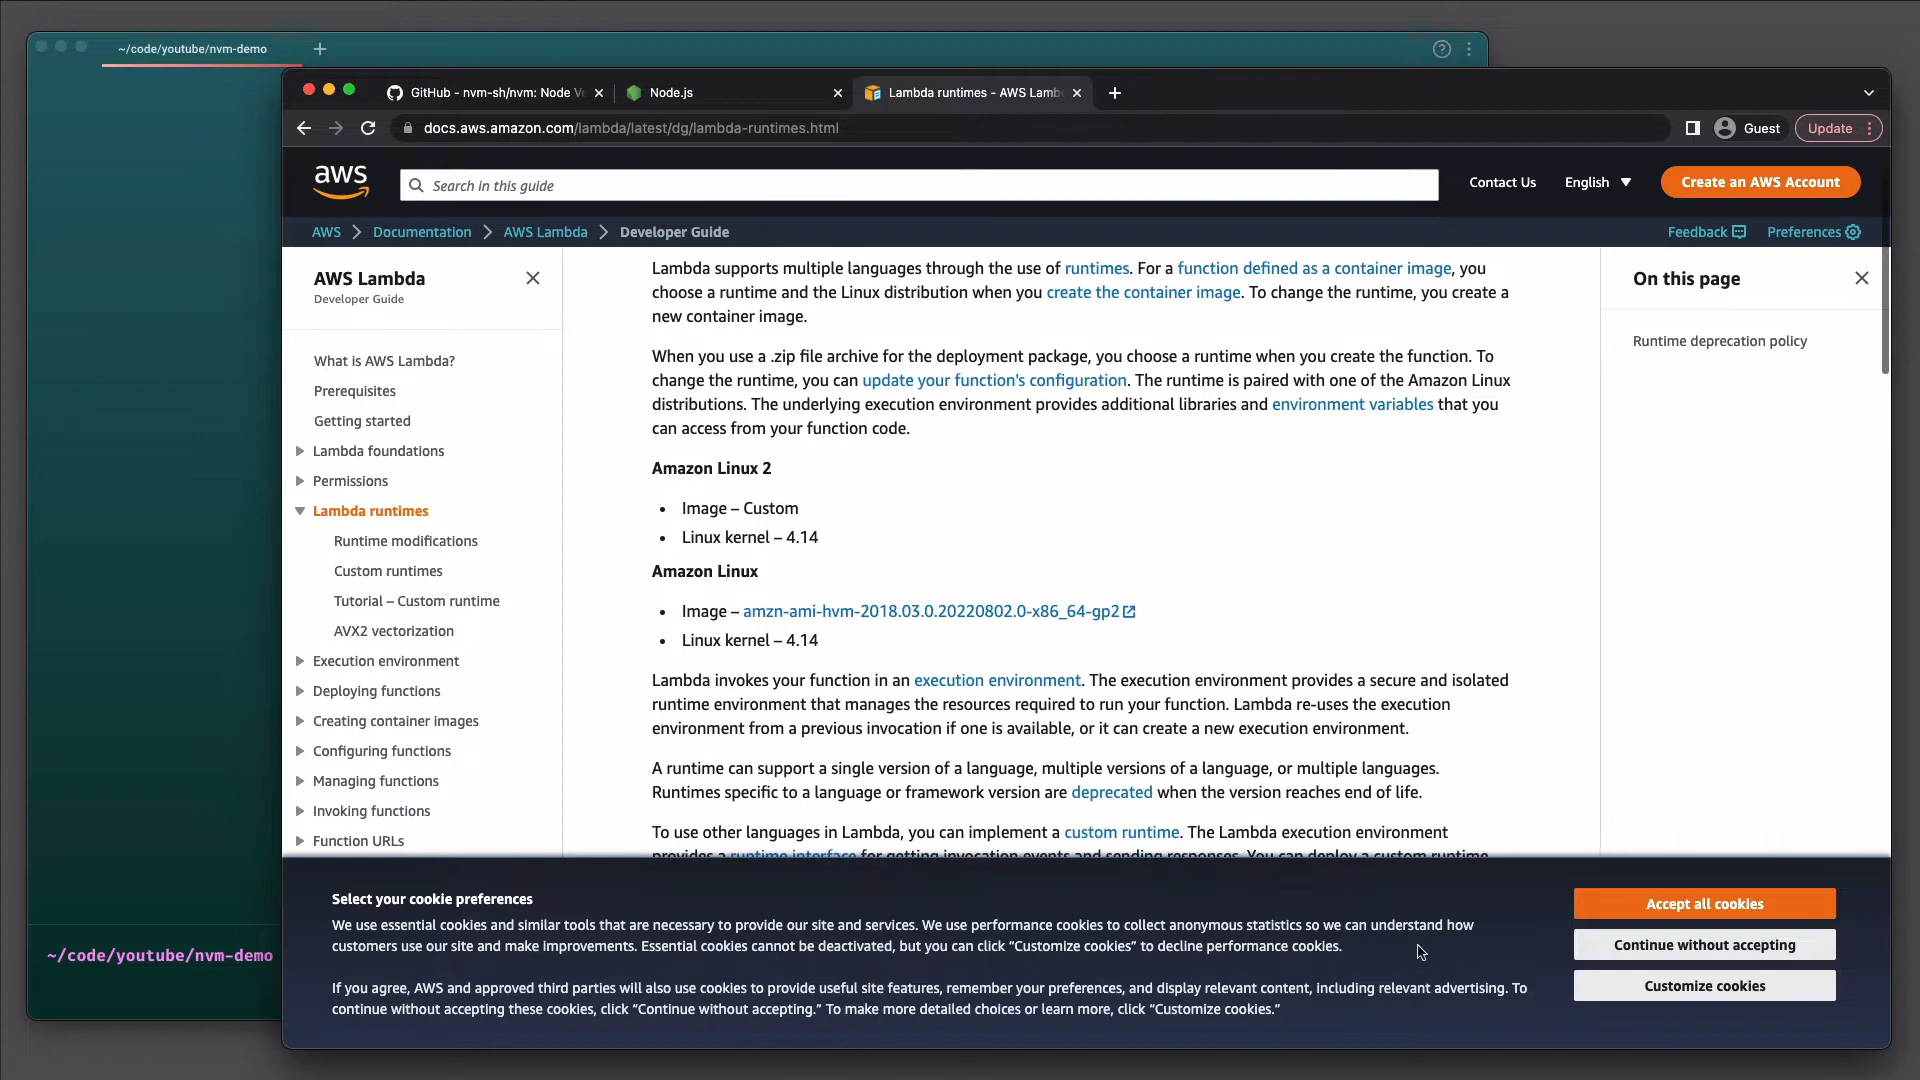 ~/code/youtube/nvm-demo
GitHub - nvm-sh/nvm: Node Ve
Node.js
Lambda runtimes - AWS Lamb
docs.aws.amazon.com/lambda/latest/dg/lambda-runtimes.html
Guest
Update
aws
Search in this guide
Contact Us
English
Create an AWS Account
AWS > Documentation > AWS Lambda > Developer Guide
Feedback
Preferences
AWS Lambda
Developer Guide
What is AWS Lambda?
Prerequisites
Getting started
Lambda foundations
Permissions
Lambda runtimes
Runtime modifications
Custom runtimes
Tutorial – Custom runtime
AVX2 vectorization
Execution environment
Deploying functions
Creating container images
Configuring functions
Managing functions
Invoking functions
Function URLs
Lambda supports multiple languages through the use of runtimes. For a function defined as a container image, you
choose a runtime and the Linux distribution when you create the container image. To change the runtime, you create a
new container image.
When you use a .zip file archive for the deployment package, you choose a runtime when you create the function. To
change the runtime, you can update your function's configuration. The runtime is paired with one of the Amazon Linux
distributions. The underlying execution environment provides additional libraries and environment variables that you
can access from your function code.
Amazon Linux 2
• Image – Custom
• Linux kernel – 4.14
Amazon Linux
• Image – amzn-ami-hvm-2018.03.0.20220802.0-x86_64-gp2
• Linux kernel – 4.14
Lambda invokes your function in an execution environment. The execution environment provides a secure and isolated
runtime environment that manages the resources required to run your function. Lambda re-uses the execution
environment from a previous invocation if one is available, or it can create a new execution environment.
A runtime can support a single version of a language, multiple versions of a language, or multiple languages.
Runtimes specific to a language or framework version are deprecated when the version reaches end of life.
To use other languages in Lambda, you can implement a custom runtime. The Lambda execution environment
provides a runtime interface for getting invocation events and sending responses. You can deploy a custom runtime
On this page
Runtime deprecation policy
~/code/youtube/nvm-demo
Select your cookie preferences
We use essential cookies and similar tools that are necessary to provide our site and services. We use performance cookies to collect anonymous statistics so we can understand how
customers use our site and make improvements. Essential cookies cannot be deactivated, but you can click “Customize cookies” to decline performance cookies.
If you agree, AWS and approved third parties will also use cookies to provide useful site features, remember your preferences, and display relevant content, including relevant advertising. To
continue without accepting these cookies, click “Continue without accepting.” To make more detailed choices or learn more, click “Customize cookies.”
Accept all cookies
Continue without accepting
Customize cookies